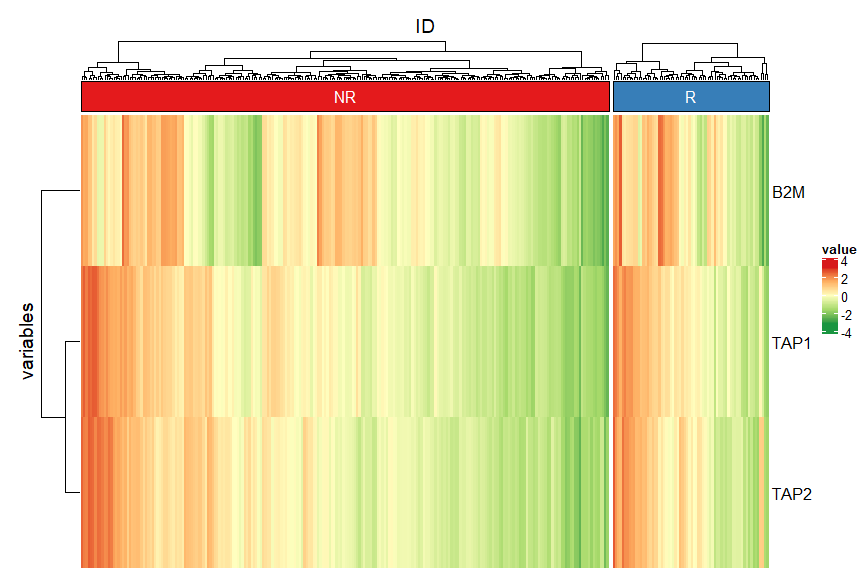 ID
NR
R
B2M
TAP1
TAP2
variables
value
4
2
0
-2
-4